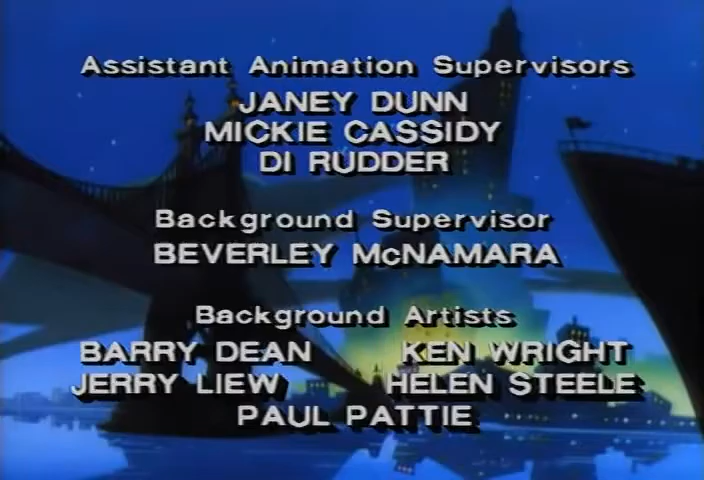 Assistant Animation Supervisors
JANEY DUNN
MICKIE CASSIDY
DI RUDDER
Background Supervisor
BEVERLEY McNAMARA
Background Artists
BARRY DEAN KEN WRIGHT
JERRY LIEW HELEN STEELE
PAUL PATTIE